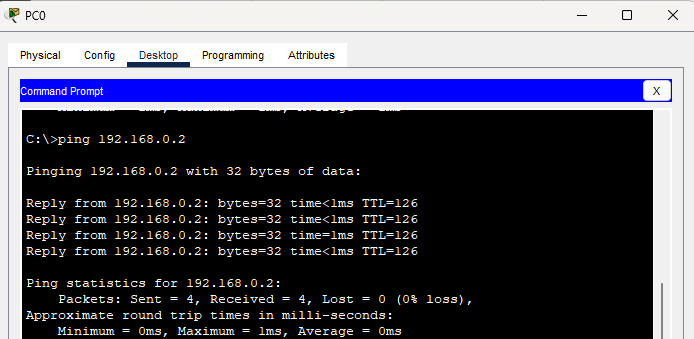 PC0
Physical Config Desktop Programming Attributes
Command Prompt X
C:\>ping 192.168.0.2
Pinging 192.168.0.2 with 32 bytes of data:
Reply from 192.168.0.2: bytes=32 time<1ms TTL=126
Reply from 192.168.0.2: bytes=32 time<1ms TTL=126
Reply from 192.168.0.2: bytes=32 time=1ms TTL=126
Reply from 192.168.0.2: bytes=32 time<1ms TTL=126
Ping statistics for 192.168.0.2:
Packets: Sent = 4, Received = 4, Lost = 0 (0% loss),
Approximate round trip times in milli-seconds:
Minimum = 0ms, Maximum = 1ms, Average = 0ms